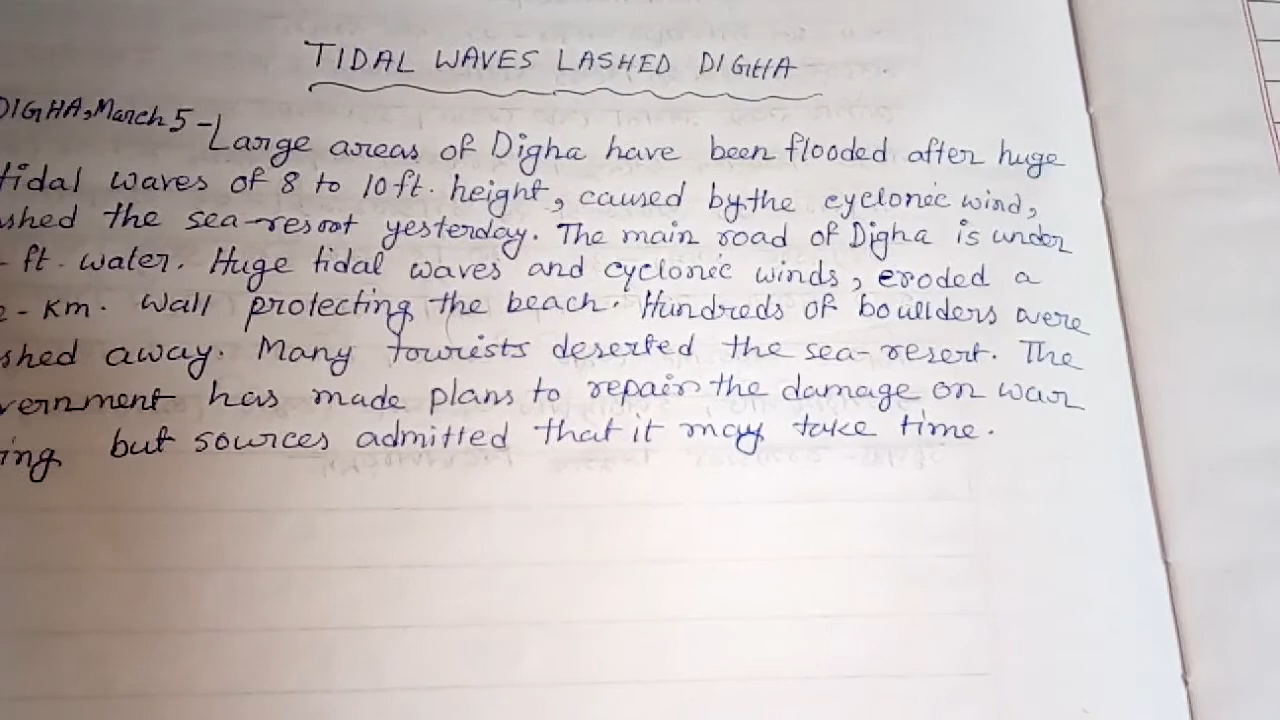 TIDAL WAVES LASHED DIGHA
DIGHA, March 5 - Large areas of Digha have been flooded after huge
tidal waves of 8 to 10 ft. height, caused by the cyclonic wind,
shed the sea-resort yesterday. The main road of Digha is under
- ft. water. Huge tidal waves and cyclonic winds, eroded a
- Km. wall protecting the beach. Hundreds of boullders were
shed away. Many tourists deserted the sea-resert. The
vernment has made plans to repair the damage on war
ing but sources admitted that it may take time.